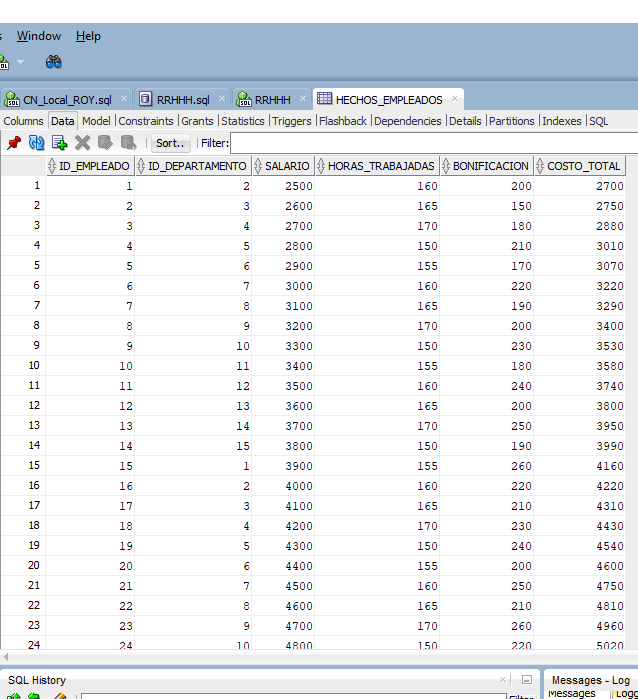 Window Help
CN_Local_ROY.sql × RRHHH.sql × RRHHH × HECHOS_EMPLEADOS ×
Columns Data Model Constraints Grants Statistics Triggers Flashback Dependencies Details Partitions Indexes SQL
Sort.. Filter:
ID_EMPLEADO ID_DEPARTAMENTO SALARIO HORAS_TRABAJADAS BONIFICACION COSTO_TOTAL
1 1 2 2500 160 200 2700
2 2 3 2600 165 150 2750
3 3 4 2700 170 180 2880
4 4 5 2800 150 210 3010
5 5 6 2900 155 170 3070
6 6 7 3000 160 220 3220
7 7 8 3100 165 190 3290
8 8 9 3200 170 200 3400
9 9 10 3300 150 230 3530
10 10 11 3400 155 180 3580
11 11 12 3500 160 240 3740
12 12 13 3600 165 200 3800
13 13 14 3700 170 250 3950
14 14 15 3800 150 190 3990
15 15 1 3900 155 260 4160
16 16 2 4000 160 220 4220
17 17 3 4100 165 210 4310
18 18 4 4200 170 230 4430
19 19 5 4300 150 240 4540
20 20 6 4400 155 200 4600
21 21 7 4500 160 250 4750
22 22 8 4600 165 210 4810
23 23 9 4700 170 260 4960
24 24 10 4800 150 220 5020
SQL History × Messages - Log
Filter Messages Logg